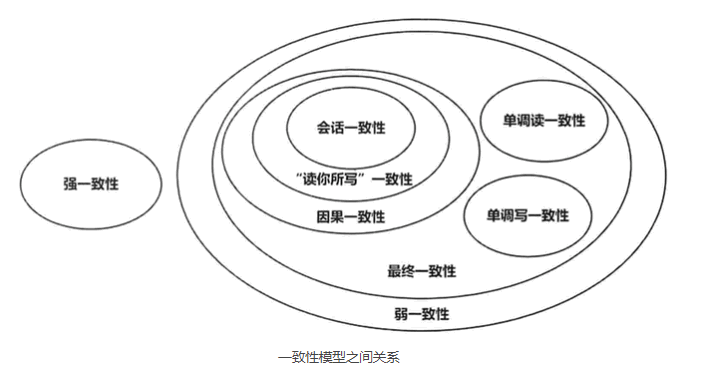 会话一致性
单调读一致性
“读你所写”一致性
强一致性
因果一致性
单调写一致性
最终一致性
弱一致性
一致性模型之间关系